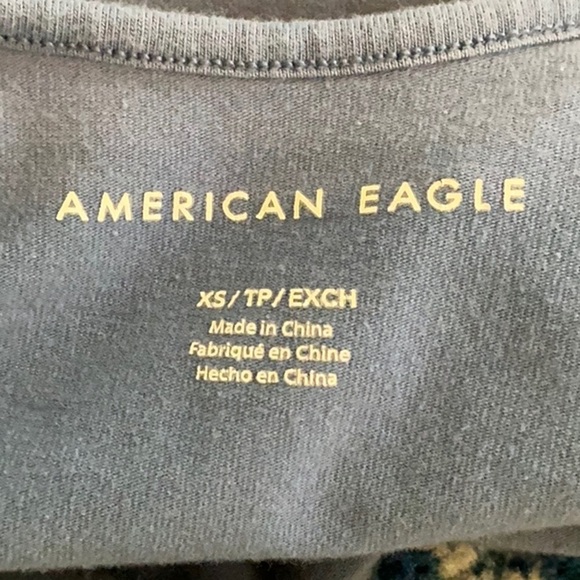 AMERICAN EAGLE
XS/TP/EXCH
Made in China
Fabriqué en Chine
Hecho en China